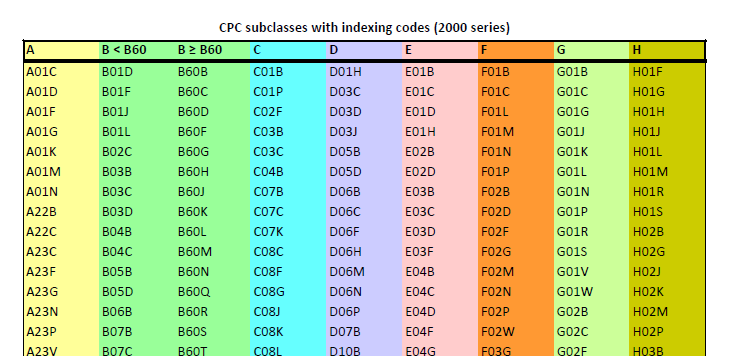 CPC subclasses with indexing codes (2000 series)
A B < B60 B ≥ B60 C D E F G H
A01C B01D B60B C01B D01H E01B F01B G01B H01F
A01D B01F B60C C01P D03C E01C F01C G01C H01G
A01F B01J B60D C02F D03D E01D F01L G01G H01H
A01G B01L B60F C03B D03J E01H F01M G01J H01J
A01K B02C B60G C03C D05B E02B F01N G01K H01L
A01M B03B B60H C04B D05D E02D F01P G01L H01M
A01N B03C B60J C07B D06B E03B F02B G01N H01R
A22B B03D B60K C07C D06C E03C F02D G01P H01S
A22C B04B B60L C07K D06F E03D F02F G01R H02B
A23C B04C B60M C08C D06H E03F F02G G01S H02G
A23F B05B B60N C08F D06M E04B F02M G01V H02J
A23G B05D B60Q C08G D06N E04C F02N G01W H02K
A23N B06B B60R C08J D06P E04D F02P G02B H02M
A23P B07B B60S C08K D07B E04F F02W G02C H02P
A23V B07C B60T C08L D10B E04G F03G G02F H03B